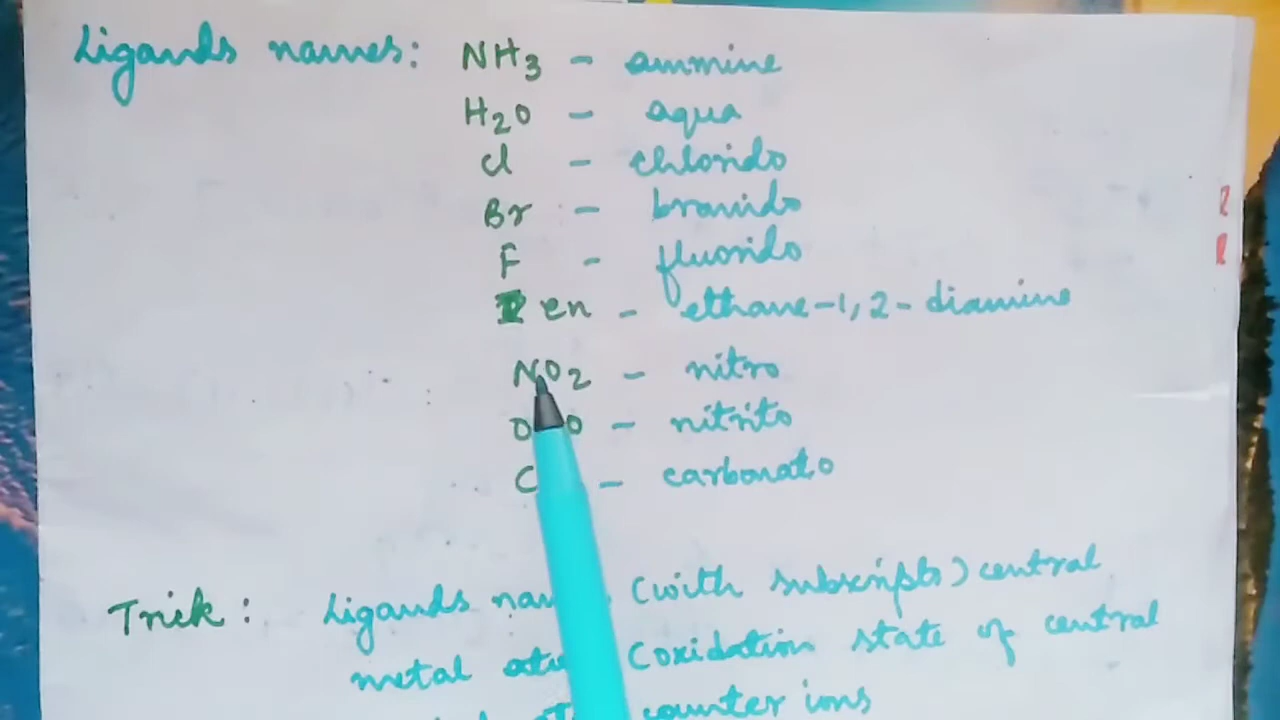 Ligands names: NH3 - ammine
H2O - aqua
Cl - chlorido
Br - bromido
F - fluorido
en - ethane-1,2-diamine
NO2 - nitro
- nitrito
- carbonato
Trick: Ligands (with subscripts) central
metal (oxidation state of central
counter ions